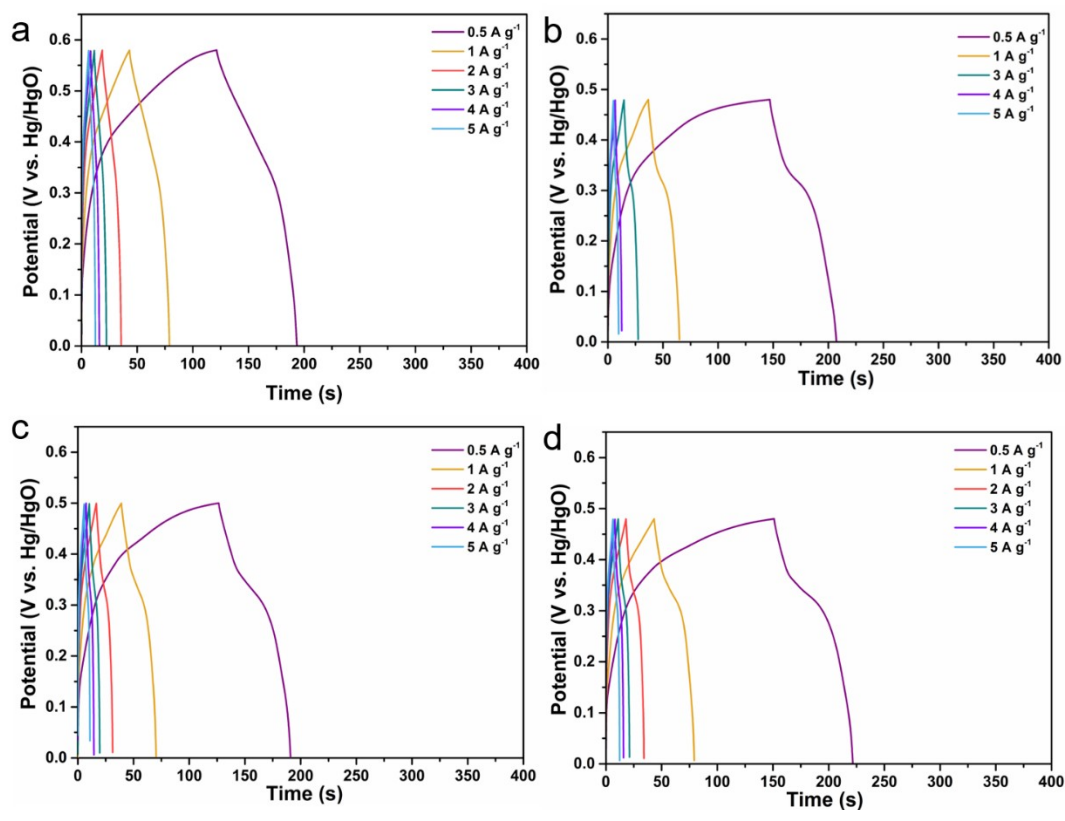 a
0.5 A g⁻¹
1 A g⁻¹
2 A g⁻¹
3 A g⁻¹
4 A g⁻¹
5 A g⁻¹
Potential (V vs. Hg/HgO)
0.6
0.5
0.4
0.3
0.2
0.1
0.0
0 50 100 150 200 250 300 350 400
Time (s)
b
0.5 A g⁻¹
1 A g⁻¹
3 A g⁻¹
4 A g⁻¹
5 A g⁻¹
Potential (V vs. Hg/HgO)
0.6
0.5
0.4
0.3
0.2
0.1
0.0
0 50 100 150 200 250 300 350 400
Time (s)
c
0.5 A g⁻¹
1 A g⁻¹
2 A g⁻¹
3 A g⁻¹
4 A g⁻¹
5 A g⁻¹
Potential (V vs. Hg/HgO)
0.6
0.5
0.4
0.3
0.2
0.1
0.0
0 50 100 150 200 250 300 350 400
Time (s)
d
0.5 A g⁻¹
1 A g⁻¹
2 A g⁻¹
3 A g⁻¹
4 A g⁻¹
5 A g⁻¹
Potential (V vs. Hg/HgO)
0.6
0.5
0.4
0.3
0.2
0.1
0.0
0 50 100 150 200 250 300 350 400
Time (s)